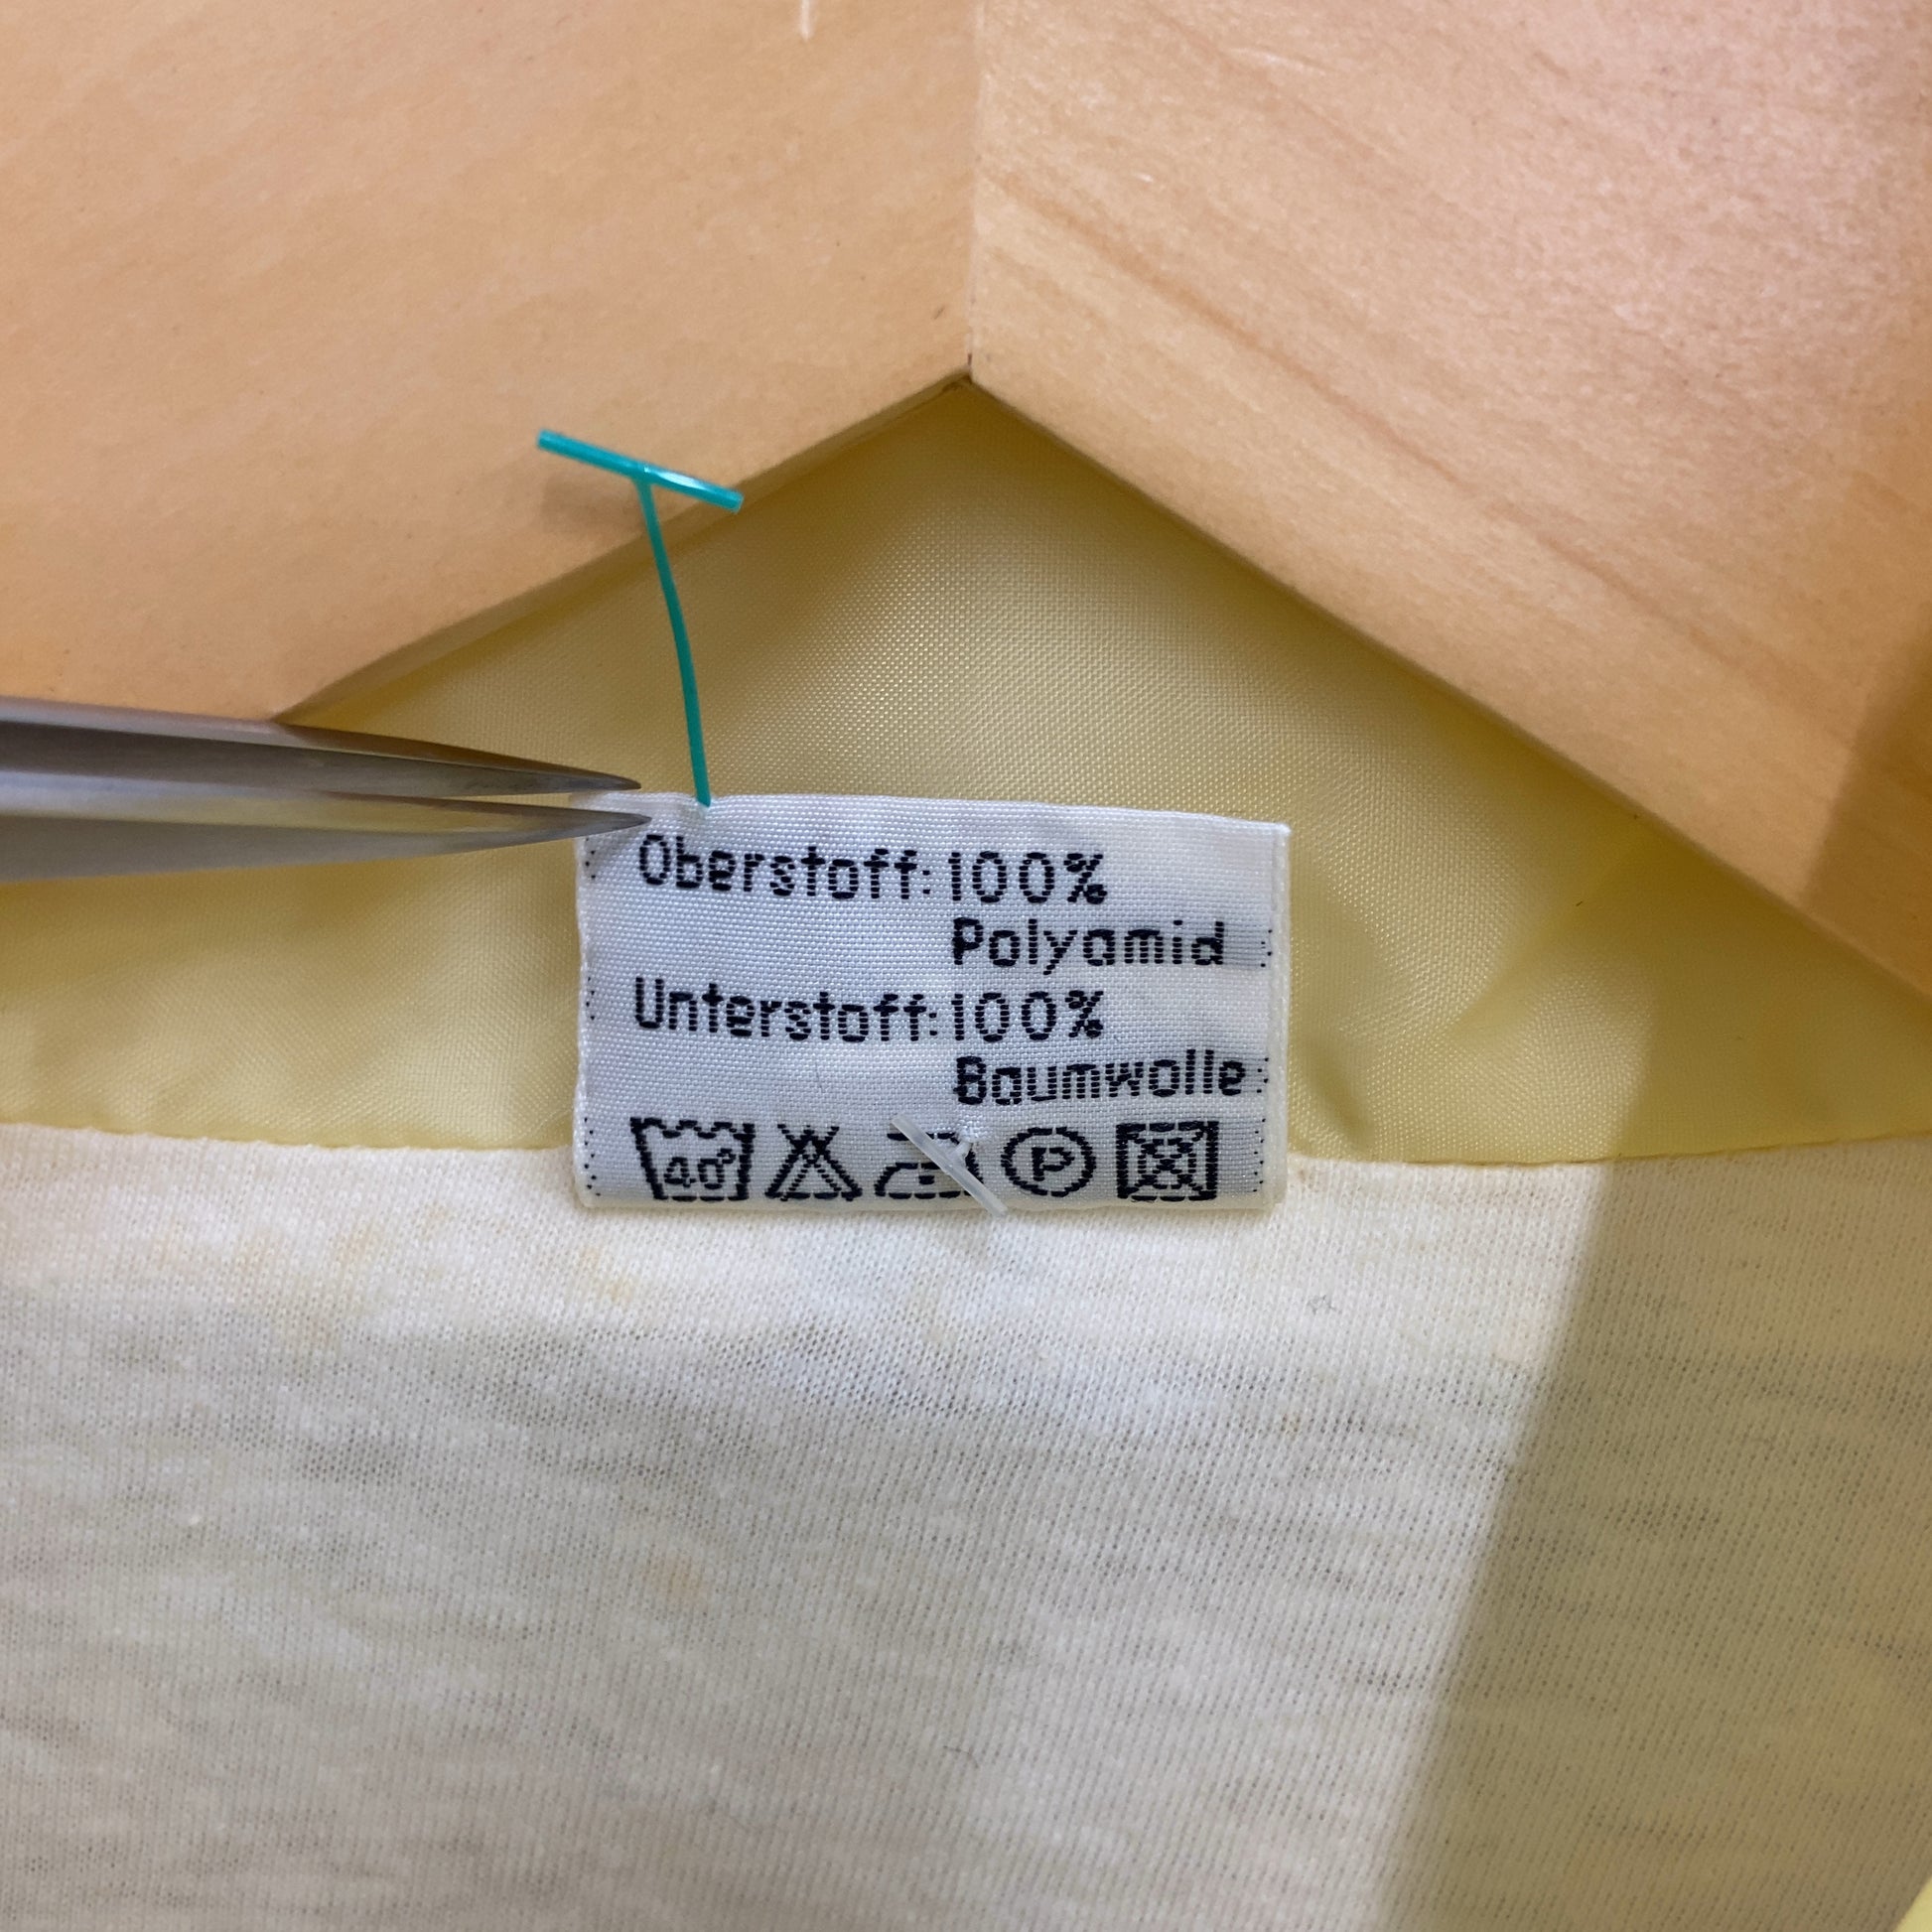 Oberstoff: 100%
Polyamid
Unterstoff: 100%
Baumwolle
40° P